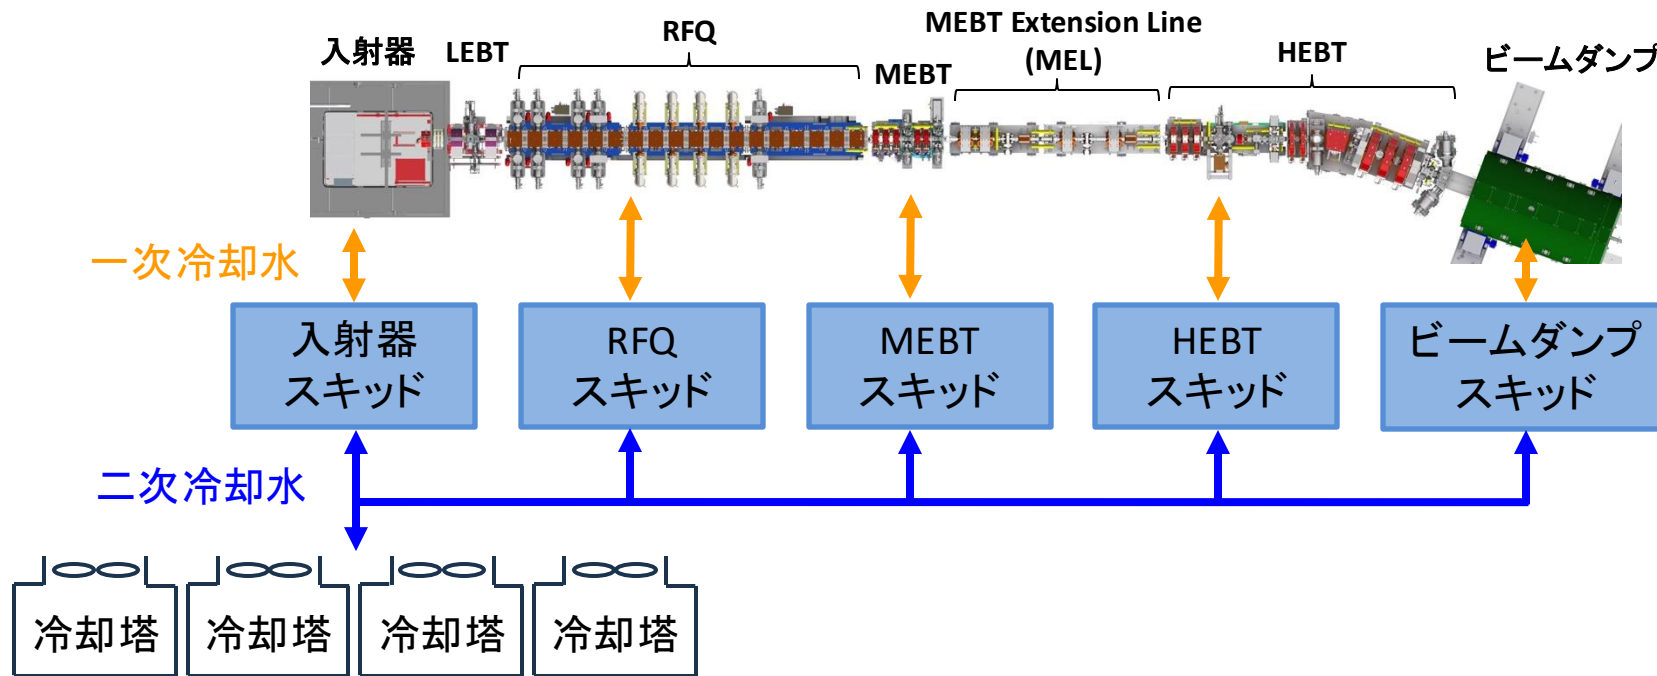 入射器
LEBT
RFQ
MEBT
MEBT Extension Line
(MEL)
HEBT
ビームダンプ
一次冷却水
入射器
スキッド
RFQ
スキッド
MEBT
スキッド
HEBT
スキッド
ビームダンプ
スキッド
二次冷却水
冷却塔
冷却塔
冷却塔
冷却塔